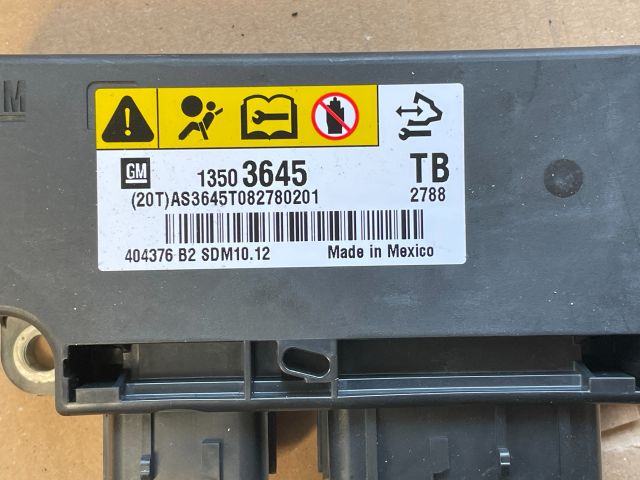 M
GM
1350 3645 TB
(20T)AS3645T082780201 2788
404376 B2 SDM10.12 Made in Mexico